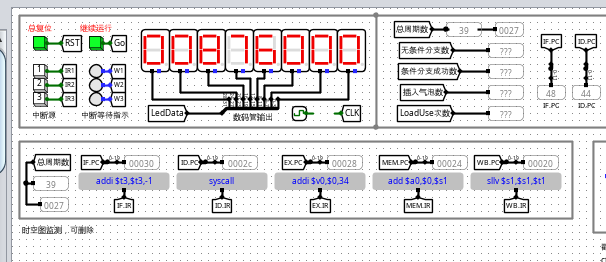 总复位
继续运行
RST
Go
1
IR1
W1
2
IR2
W2
3
IR3
W3
中断源
中断等待指示
00876000
LedData
数码管输出
CLK
总周期数
39
0027
无条件分支数
???
条件分支成功数
???
插入气泡数
???
LoadUse次数
???
IF.PC
ID.PC
48
44
IF.PC
ID.PC
总周期数
39
0027
IF.PC
00030
ID.PC
0002c
EX.PC
00028
MEM.PC
00024
WB.PC
00020
addi $t3,$t3,-1
syscall
addi $v0,$0,34
add $a0,$0,$s1
sllv $s1,$s1,$t1
IF.IR
ID.IR
EX.IR
MEM.IR
WB.IR
时空图监测，可删除